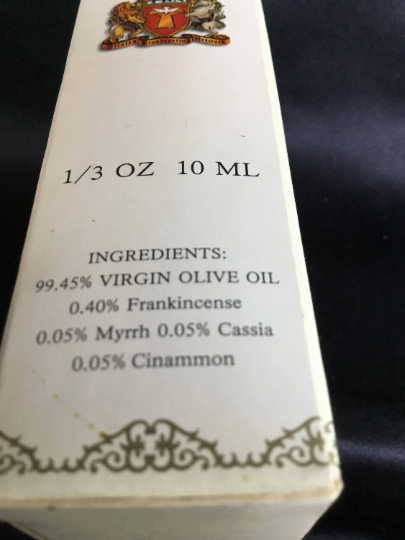 1/3 OZ 10 ML
INGREDIENTS:
99.45% VIRGIN OLIVE OIL
0.40% Frankincense
0.05% Myrrh 0.05% Cassia
0.05% Cinammon